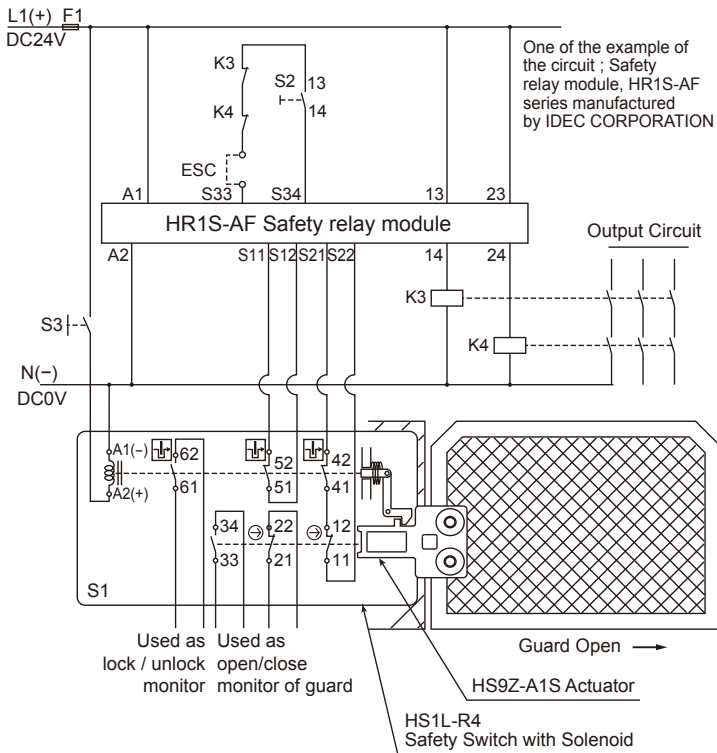 L1(+) F1
DC24V
One of the example of
the circuit ; Safety
relay module, HR1S-AF
series manufactured
by IDEC CORPORATION
K3
S2 13
14
K4
ESC
A1 S33 S34 13 23
HR1S-AF Safety relay module
A2 S11 S12 S21 S22 14 24
Output Circuit
K3
S3
K4
N(−)
DC0V
A1(−) 62 52 42
A2(+) 61 51 41
34 22 12
33 21 11
S1
Used as
lock / unlock
monitor
Used as
open/close
monitor of guard
Guard Open
HS9Z-A1S Actuator
HS1L-R4
Safety Switch with Solenoid